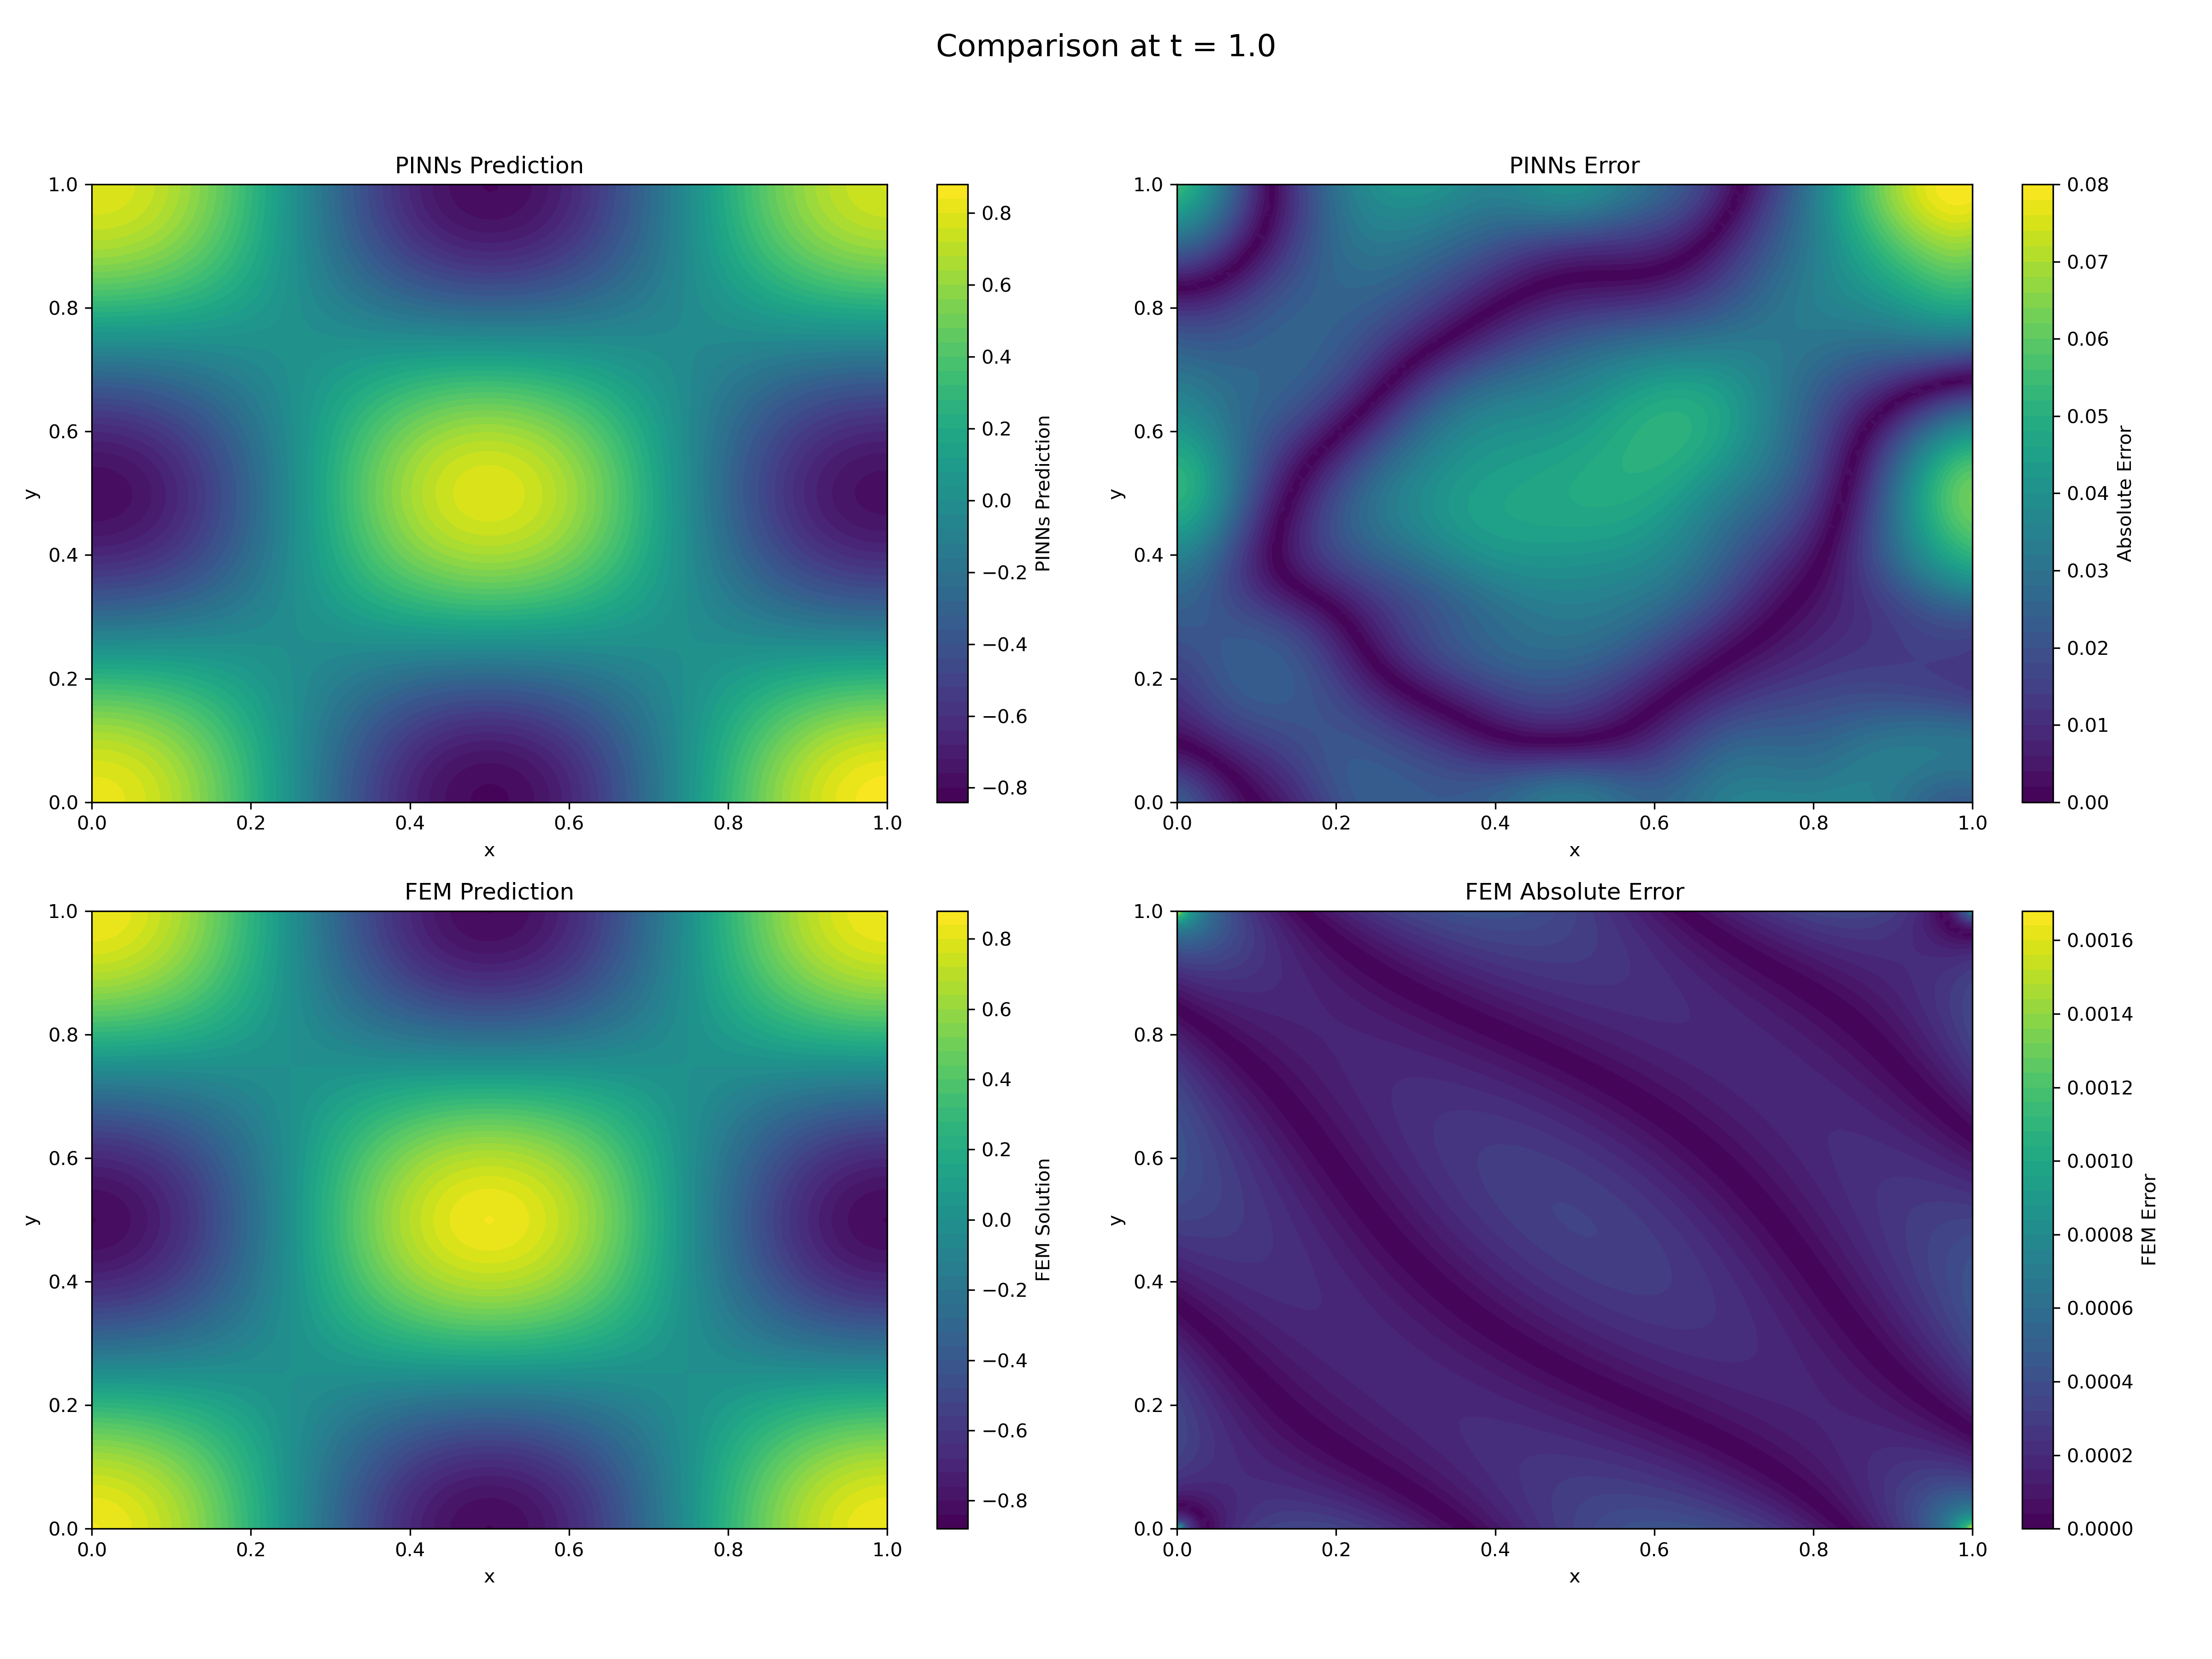 Comparison at t = 1.0
PINNs Prediction
1.0
0.8
0.6
0.4
0.2
0.0
y
0.0 0.2 0.4 0.6 0.8 1.0
x
0.8
0.6
0.4
0.2
0.0
−0.2
−0.4
−0.6
−0.8
PINNs Prediction
PINNs Error
1.0
0.8
0.6
0.4
0.2
0.0
y
0.0 0.2 0.4 0.6 0.8 1.0
x
0.08
0.07
0.06
0.05
0.04
0.03
0.02
0.01
0.00
Absolute Error
FEM Prediction
1.0
0.8
0.6
0.4
0.2
0.0
y
0.0 0.2 0.4 0.6 0.8 1.0
x
0.8
0.6
0.4
0.2
0.0
−0.2
−0.4
−0.6
−0.8
FEM Solution
FEM Absolute Error
1.0
0.8
0.6
0.4
0.2
0.0
y
0.0 0.2 0.4 0.6 0.8 1.0
x
0.0016
0.0014
0.0012
0.0010
0.0008
0.0006
0.0004
0.0002
0.0000
FEM Error